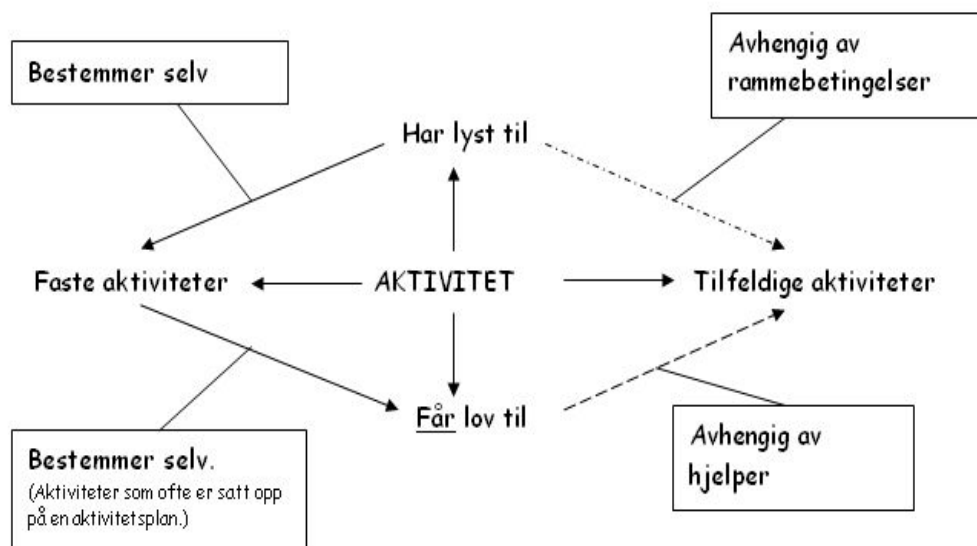 Bestemmer selv
Avhengig av
rammebetingelser
Har lyst til
Faste aktiviteter
AKTIVITET
Tilfeldige aktiviteter
Får lov til
Bestemmer selv.
(Aktiviteter som ofte er satt opp
på en aktivitetsplan.)
Avhengig av
hjelper